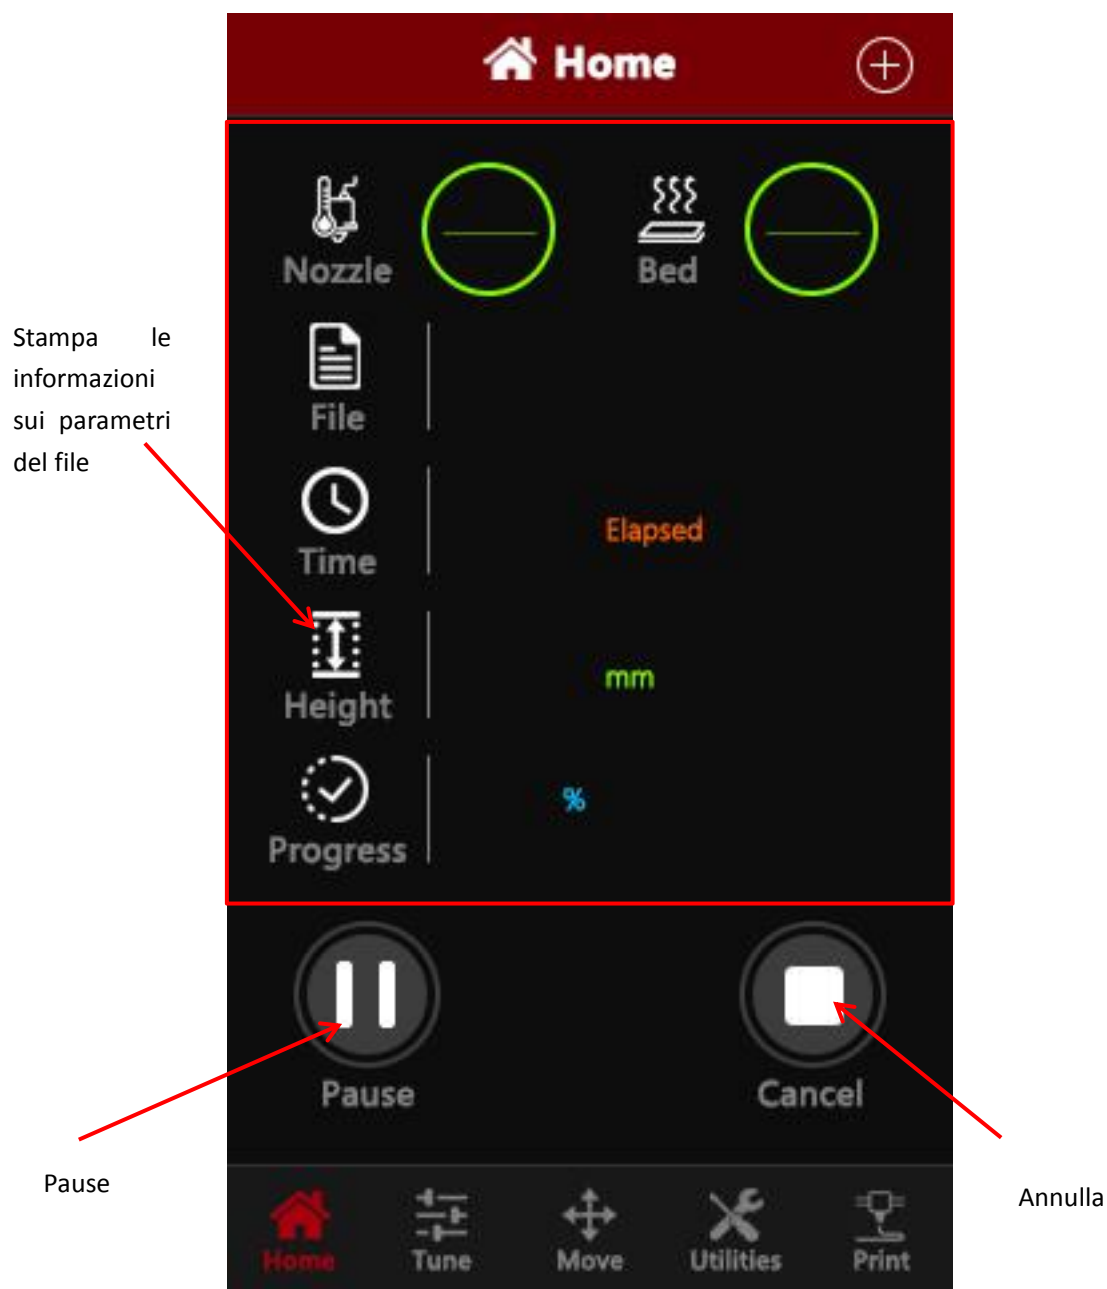 Home
Nozzle
Bed
Stampa le
informazioni
sui parametri
del file
File
Elapsed
Time
mm
Height
%
Progress
Pause
Cancel
Pause
Annulla
Home
Tune
Move
Utilities
Print